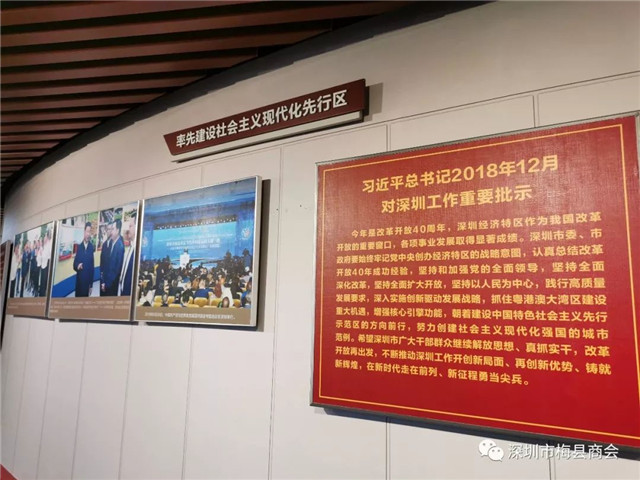 率先建设社会主义现代化先行区
习近平总书记2018年12月
对深圳工作重要批示
今年是改革开放40周年，深圳经济特区作为我国改革
开放的重要窗口，各项事业发展取得显著成绩。深圳市委、市
政府要始终牢记党中央创办经济特区的战略意图，认真总结改革
开放40年成功经验，坚持和加强党的全面领导，坚持全面
深化改革，坚持全面扩大开放，坚持以人民为中心，践行高质量
发展要求，深入实施创新驱动发展战略，抓住粤港澳大湾区建设
重大机遇，增强核心引擎功能，朝着建设中国特色社会主义先行
示范区的方向前行，努力创建社会主义现代化强国的城市
范例。希望深圳市广大干部群众继续解放思想、真抓实干，改革
开放再出发，不断推动深圳工作开创新局面、再创新优势、铸就
新辉煌，在新时代走在前列、新征程勇当尖兵。
深圳市梅县商会